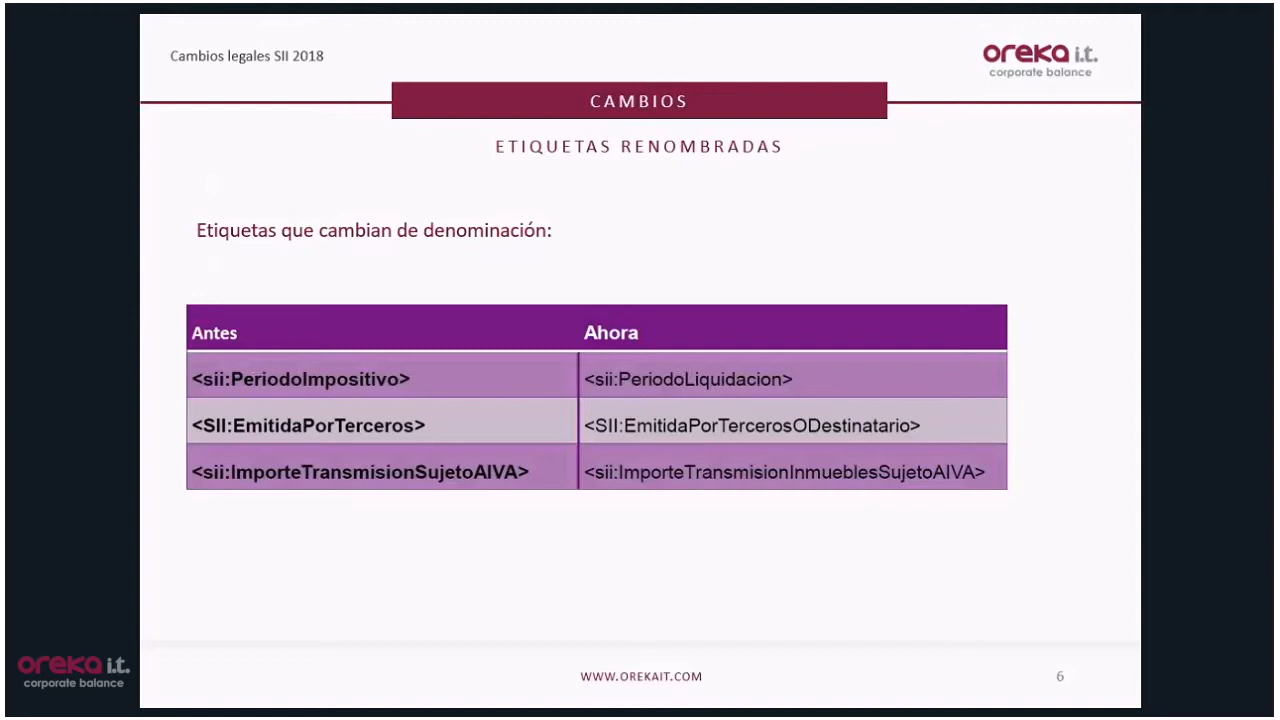 Cambios legales SII 2018
oreka i.t.
corporate balance
CAMBIOS
ETIQUETAS RENOMBRADAS
Etiquetas que cambian de denominación:
Antes Ahora
<sii:PeriodoImpositivo> <sii:PeriodoLiquidacion>
<SII:EmitidaPorTerceros> <SII:EmitidaPorTercerosODestinatario>
<sii:ImporteTransmisionSujetoAIVA> <sii:ImporteTransmisionInmueblesSujetoAIVA>
oreka i.t.
corporate balance
WWW.OREKAIT.COM 6